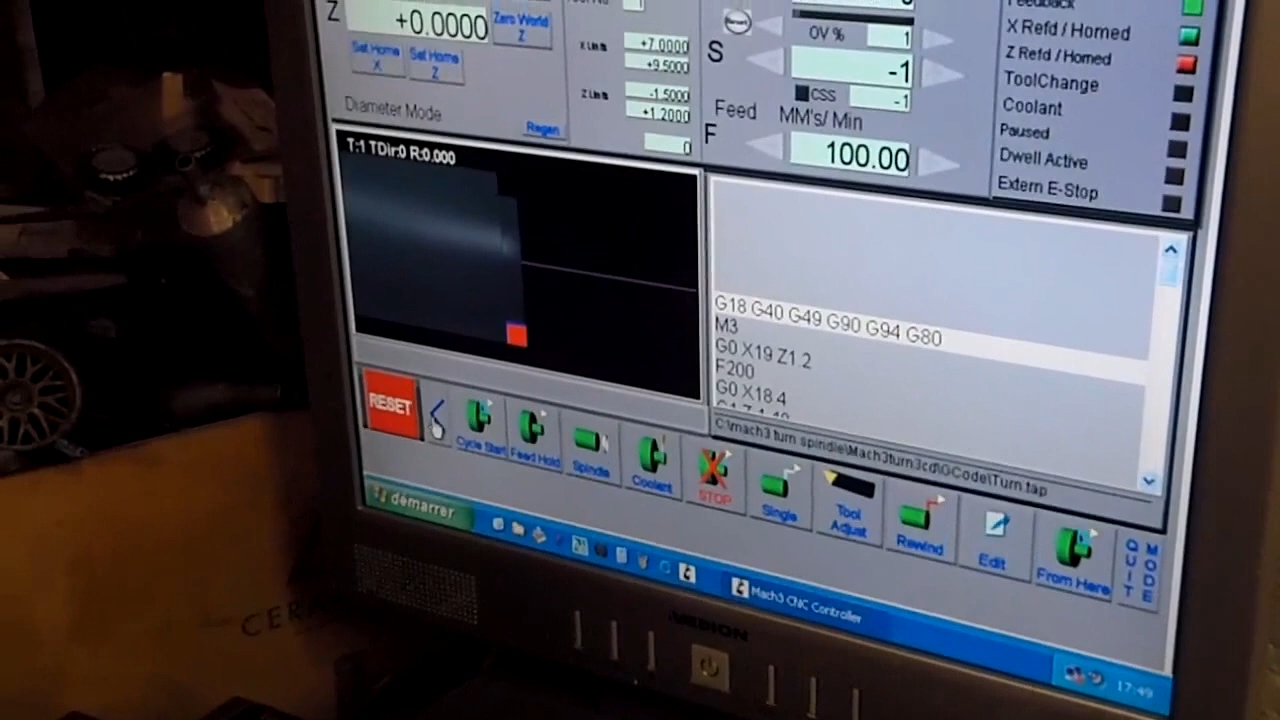 Z
+0.0000
Zero World
Z
Set Home
X
Set Home
Z
Diameter Mode
Regen
X Limits
+7.0000
+9.5000
Z Limits
-1.5000
+1.2000
0
OV %
1
S
-1
CSS
-1
Feed
MM's/ Min
F
100.00
Feedback
X Refd / Homed
Z Refd / Homed
ToolChange
Coolant
Paused
Dwell Active
Extern E-Stop
T:1 TDir:0 R:0.000
G18 G40 G49 G90 G94 G80
M3
G0 X19 Z1.2
F200
G0 X18.4
C:\mach3 turn spindle\Mach3turn3cd\GCode\Turn.tap
RESET
Cycle Start
Feed Hold
Spindle
Coolant
STOP
Single
Tool
Adjust
Rewind
Edit
From Here
QUIT
MODE
démarrer
Mach3 CNC Controller
17:49
CER
MEDION